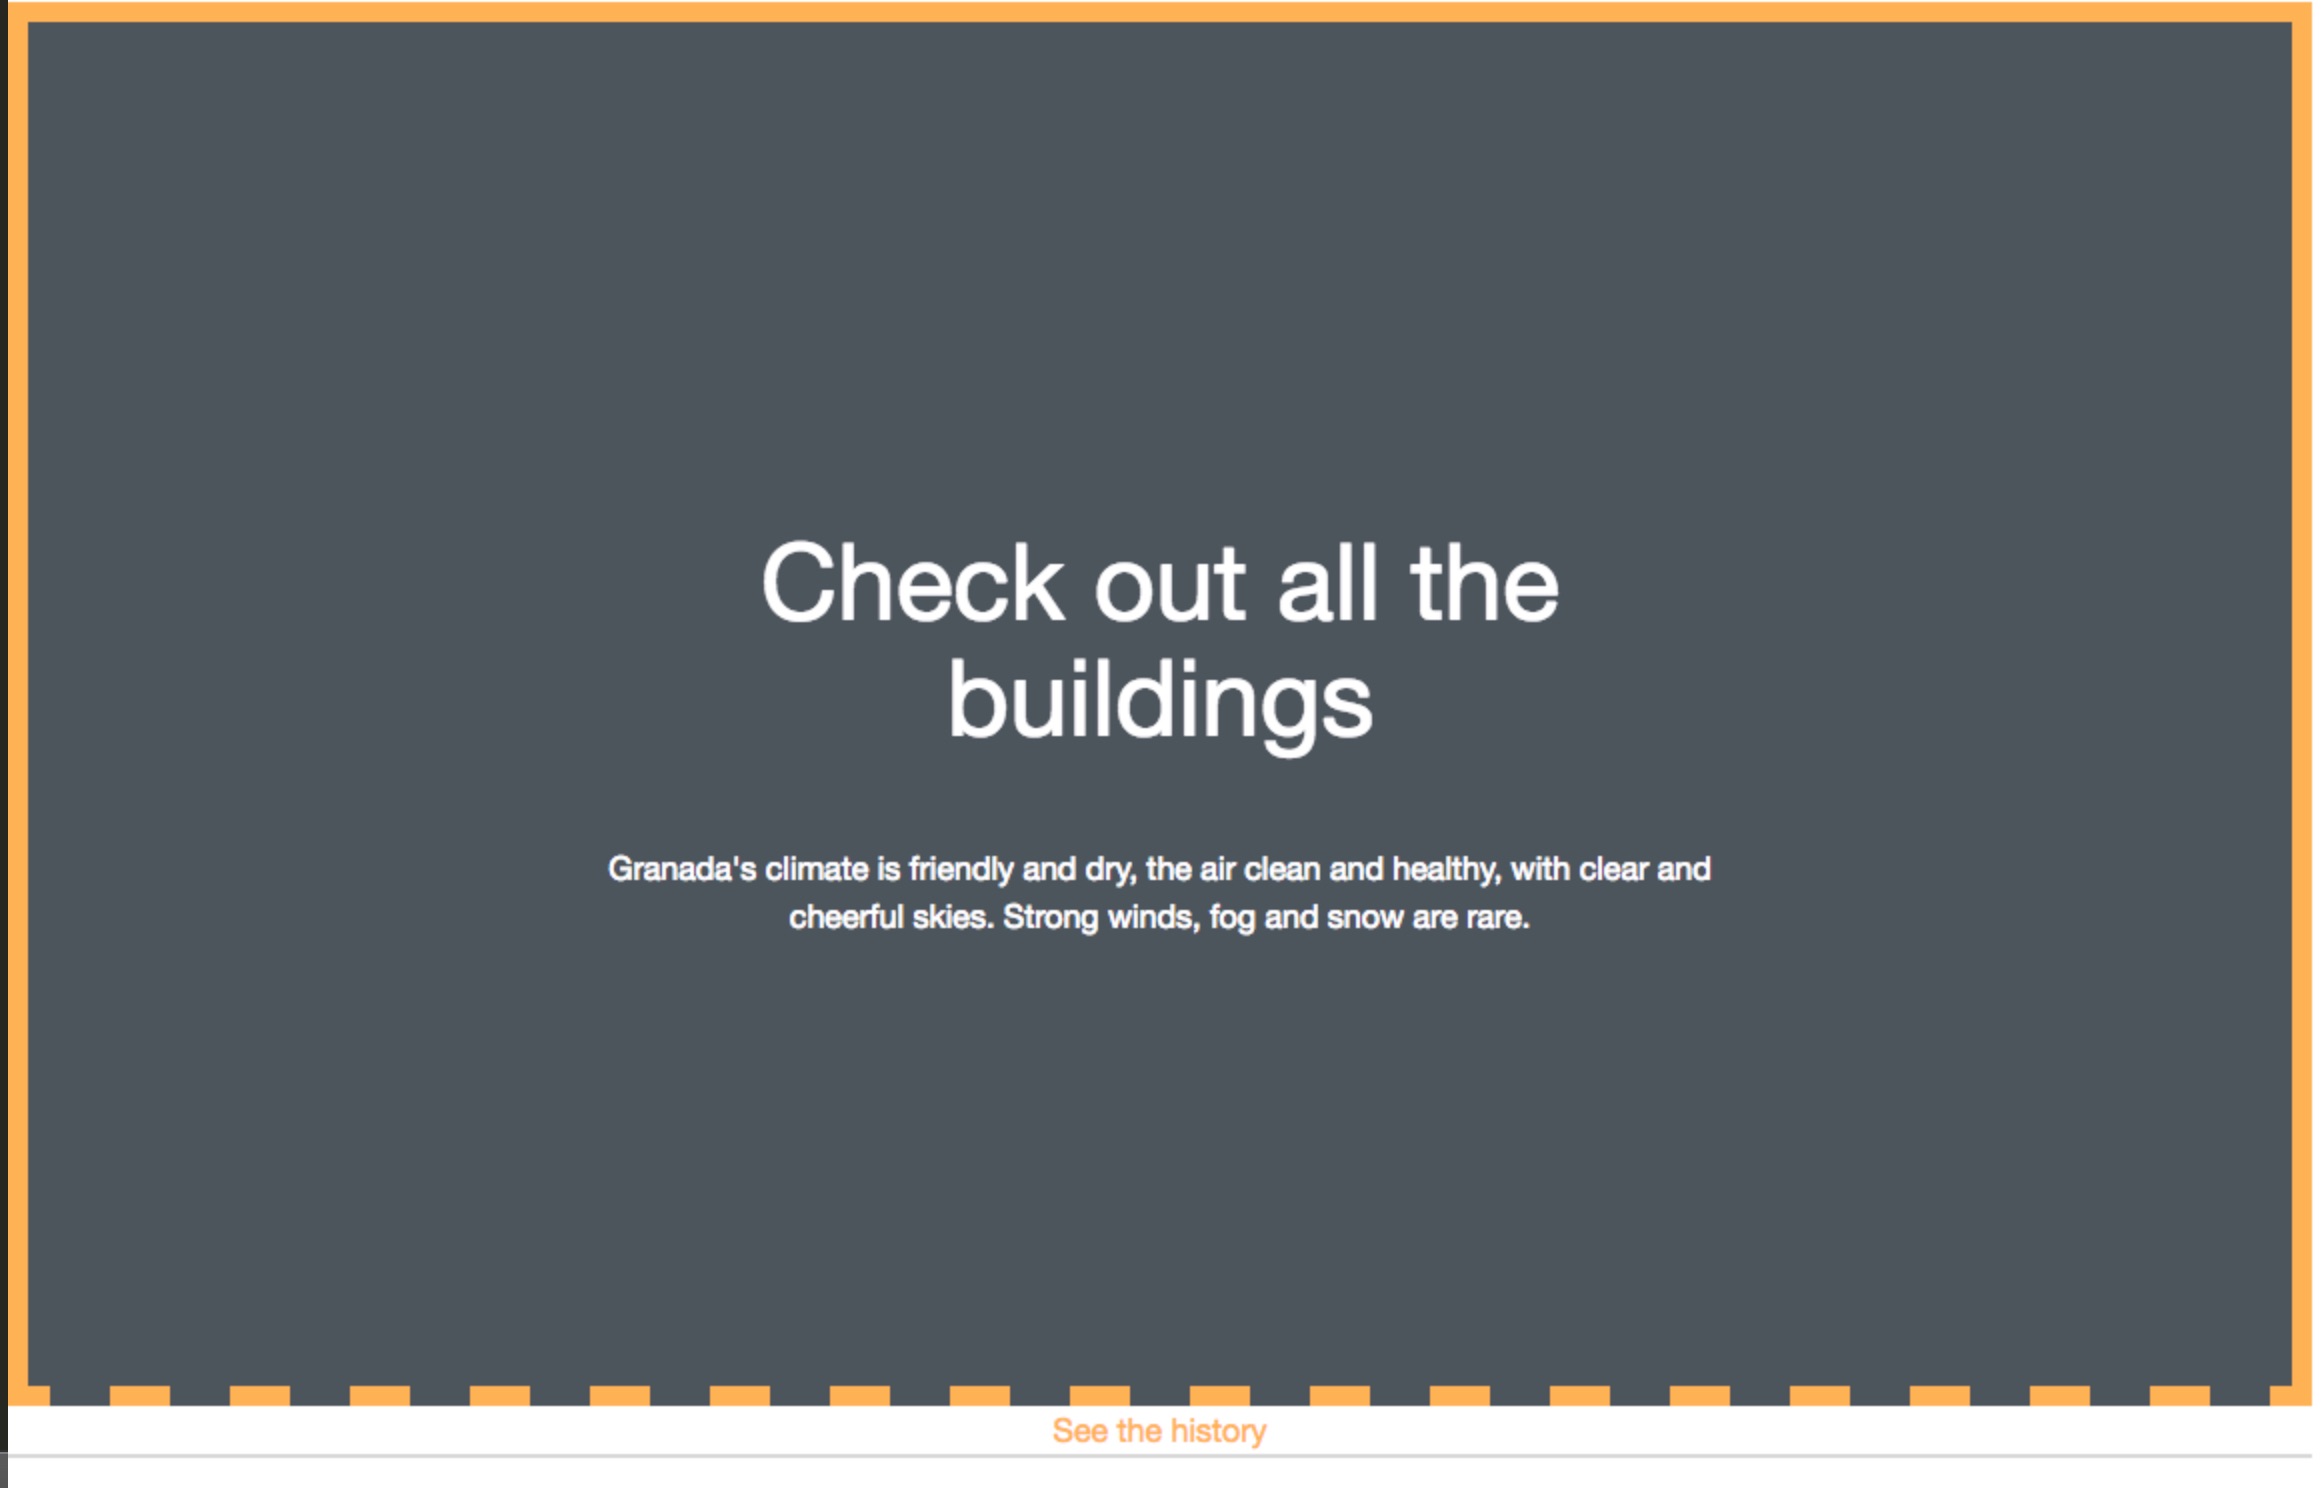 Check out all the
buildings
Granada's climate is friendly and dry, the air clean and healthy, with clear and
cheerful skies. Strong winds, fog and snow are rare.
See the history